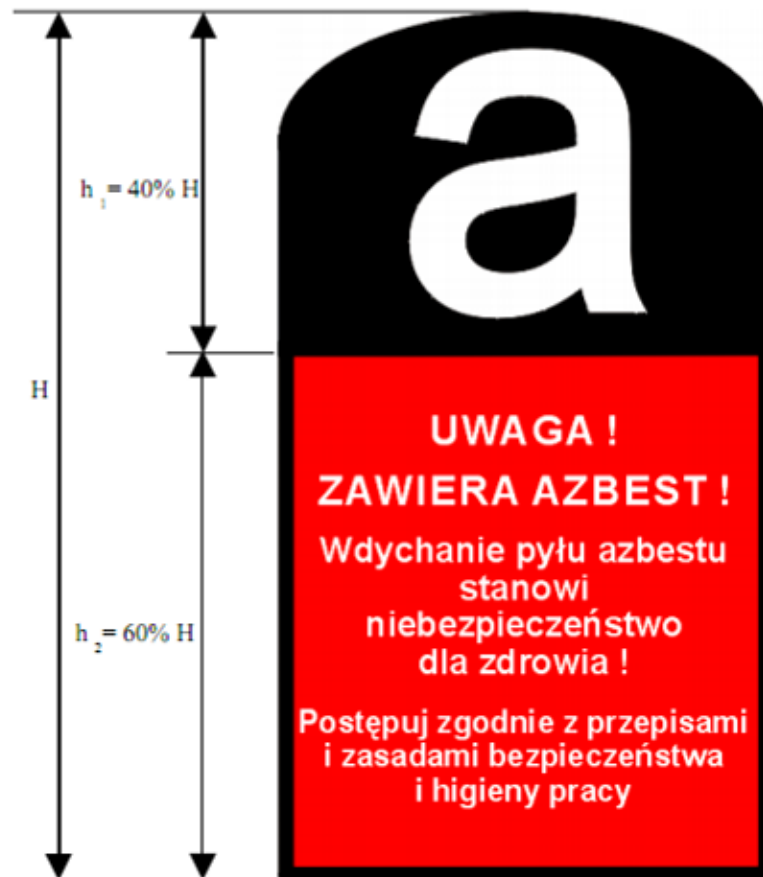 a
h₁= 40% H
H
UWAGA !
ZAWIERA AZBEST !
Wdychanie pyłu azbestu
stanowi
niebezpieczeństwo
dla zdrowia !
h₂= 60% H
Postępuj zgodnie z przepisami
i zasadami bezpieczeństwa
i higieny pracy